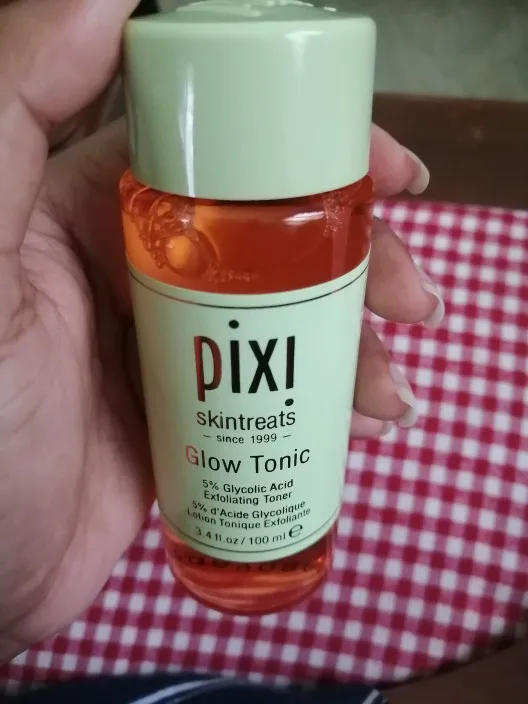 pixi
skintreats
– since 1999 –
Glow Tonic
5% Glycolic Acid
Exfoliating Toner
5% d'Acide Glycolique
Lotion Tonique Exfoliante
3.4 fl.oz / 100 ml ℮